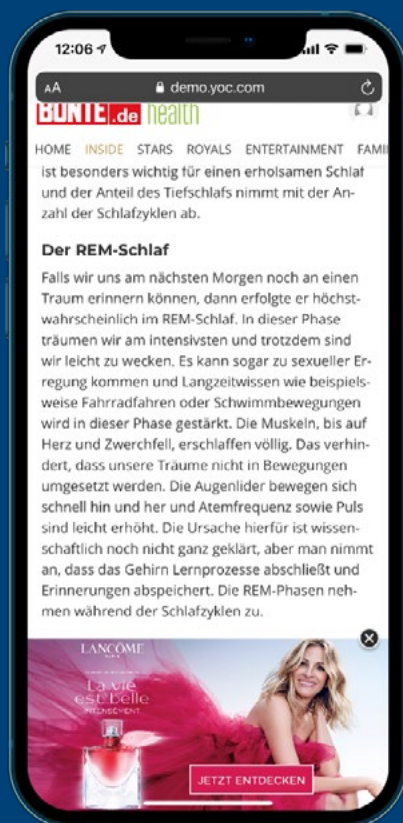 12:06
AA demo.yoc.com
BUNTE.de health
HOME INSIDE STARS ROYALS ENTERTAINMENT FAMI
ist besonders wichtig für einen erholsamen Schlaf
und der Anteil des Tiefschlafs nimmt mit der An-
zahl der Schlafzyklen ab.
Der REM-Schlaf
Falls wir uns am nächsten Morgen noch an einen
Traum erinnern können, dann erfolgte er höchst-
wahrscheinlich im REM-Schlaf. In dieser Phase
träumen wir am intensivsten und trotzdem sind
wir leicht zu wecken. Es kann sogar zu sexueller Er-
regung kommen und Langzeitwissen wie beispiels-
weise Fahrradfahren oder Schwimmbewegungen
wird in dieser Phase gestärkt. Die Muskeln, bis auf
Herz und Zwerchfell, erschlaffen völlig. Das verhin-
dert, dass unsere Träume nicht in Bewegungen
umgesetzt werden. Die Augenlider bewegen sich
schnell hin und her und Atemfrequenz sowie Puls
sind leicht erhöht. Die Ursache hierfür ist wissen-
schaftlich noch nicht ganz geklärt, aber man nimmt
an, dass das Gehirn Lernprozesse abschließt und
Erinnerungen abspeichert. Die REM-Phasen neh-
men während der Schlafzyklen zu.
LANCÔME
PARIS
La vie
est belle
INTENSÉMENT
JETZT ENTDECKEN